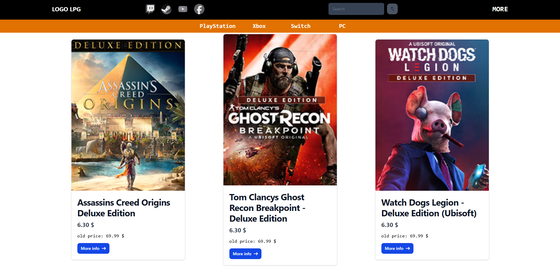 LOGO LPG
Search
MORE
PlayStation Xbox Switch PC
DELUXE EDITION
ASSASSIN'S
CREED
ORIGINS
DELUXE EDITION
TOM CLANCY'S
GHOST RECON
BREAKPOINT
A UBISOFT ORIGINAL
A UBISOFT ORIGINAL
WATCH DOGS
LEGION
DELUXE EDITION
Assassins Creed Origins
Deluxe Edition
6.30 $
old price: 69.99 $
More info →
Tom Clancys Ghost
Recon Breakpoint -
Deluxe Edition
6.30 $
old price: 69.99 $
More info →
Watch Dogs Legion -
Deluxe Edition (Ubisoft)
6.30 $
old price: 69.99 $
More info →